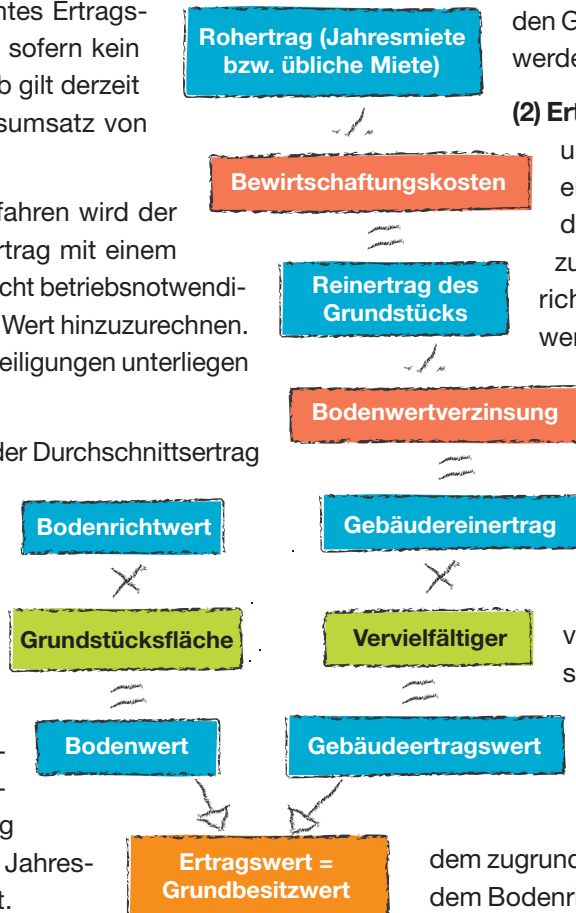 ntes Ertrags-
sofern kein
b gilt derzeit
sumsatz von
fahren wird der
rtrag mit einem
cht betriebsnotwendi-
Wert hinzuzurechnen.
eiligungen unterliegen
der Durchschnittsertrag
-
-
g
Jahres-
t.
Rohertrag (Jahresmiete
bzw. übliche Miete)
Bewirtschaftungskosten
=
Reinertrag des
Grundstücks
Bodenwertverzinsung
=
Bodenrichtwert
×
Grundstücksfläche
=
Bodenwert
Gebäudereinertrag
×
Vervielfältiger
=
Gebäudeertragswert
Ertragswert =
Grundbesitzwert
den G
werde
(2) Ert
u
ei
d
zu
rich
wer
v
s
dem zugrund
dem Bodenri